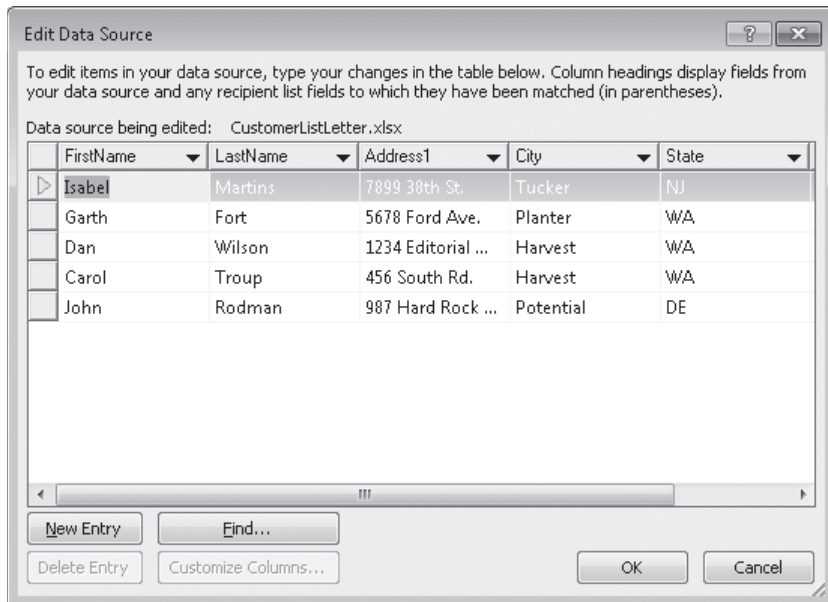 Edit Data Source
To edit items in your data source, type your changes in the table below. Column headings display fields from
your data source and any recipient list fields to which they have been matched (in parentheses).
Data source being edited: CustomerListLetter.xlsx
FirstName LastName Address1 City State
Isabel Martins 7899 38th St. Tucker NJ
Garth Fort 5678 Ford Ave. Planter WA
Dan Wilson 1234 Editorial ... Harvest WA
Carol Troup 456 South Rd. Harvest WA
John Rodman 987 Hard Rock ... Potential DE
New Entry Find...
Delete Entry Customize Columns... OK Cancel